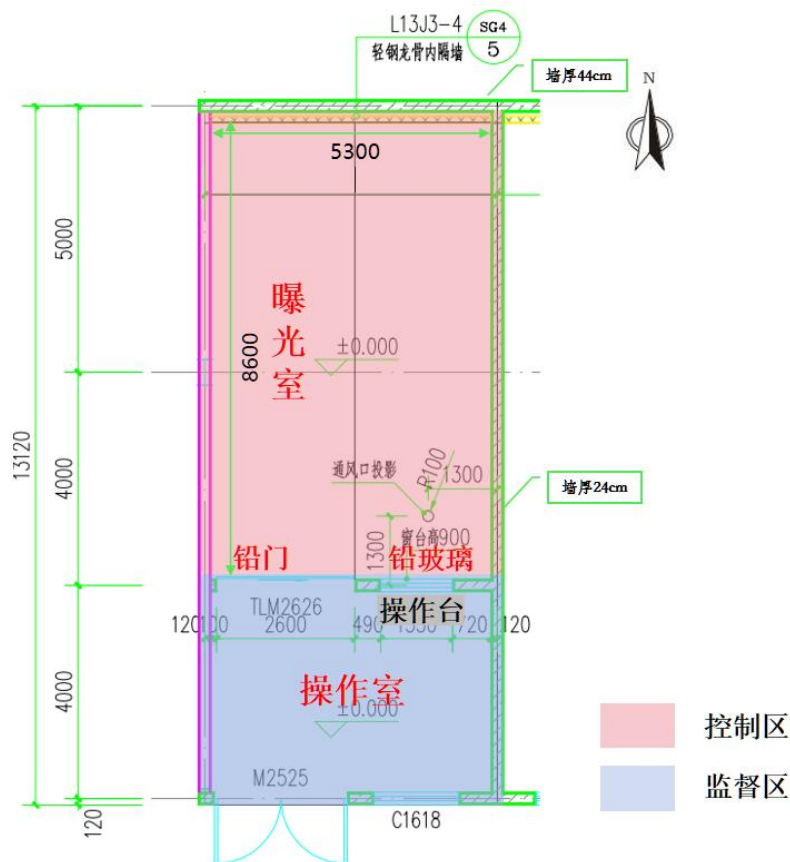 L13J3-4
SG4
5
轻钢龙骨内隔墙
墙厚44cm
N
5300
5000
曝光室
8600
±0.000
13120
4000
通风口投影
R100
1300
墙厚24cm
窗台高900
1300
铅门
铅玻璃
TLM2626
操作台
120
100
2600
490
1350
720
120
4000
操作室
±0.000
控制区
M2525
监督区
C1618
120